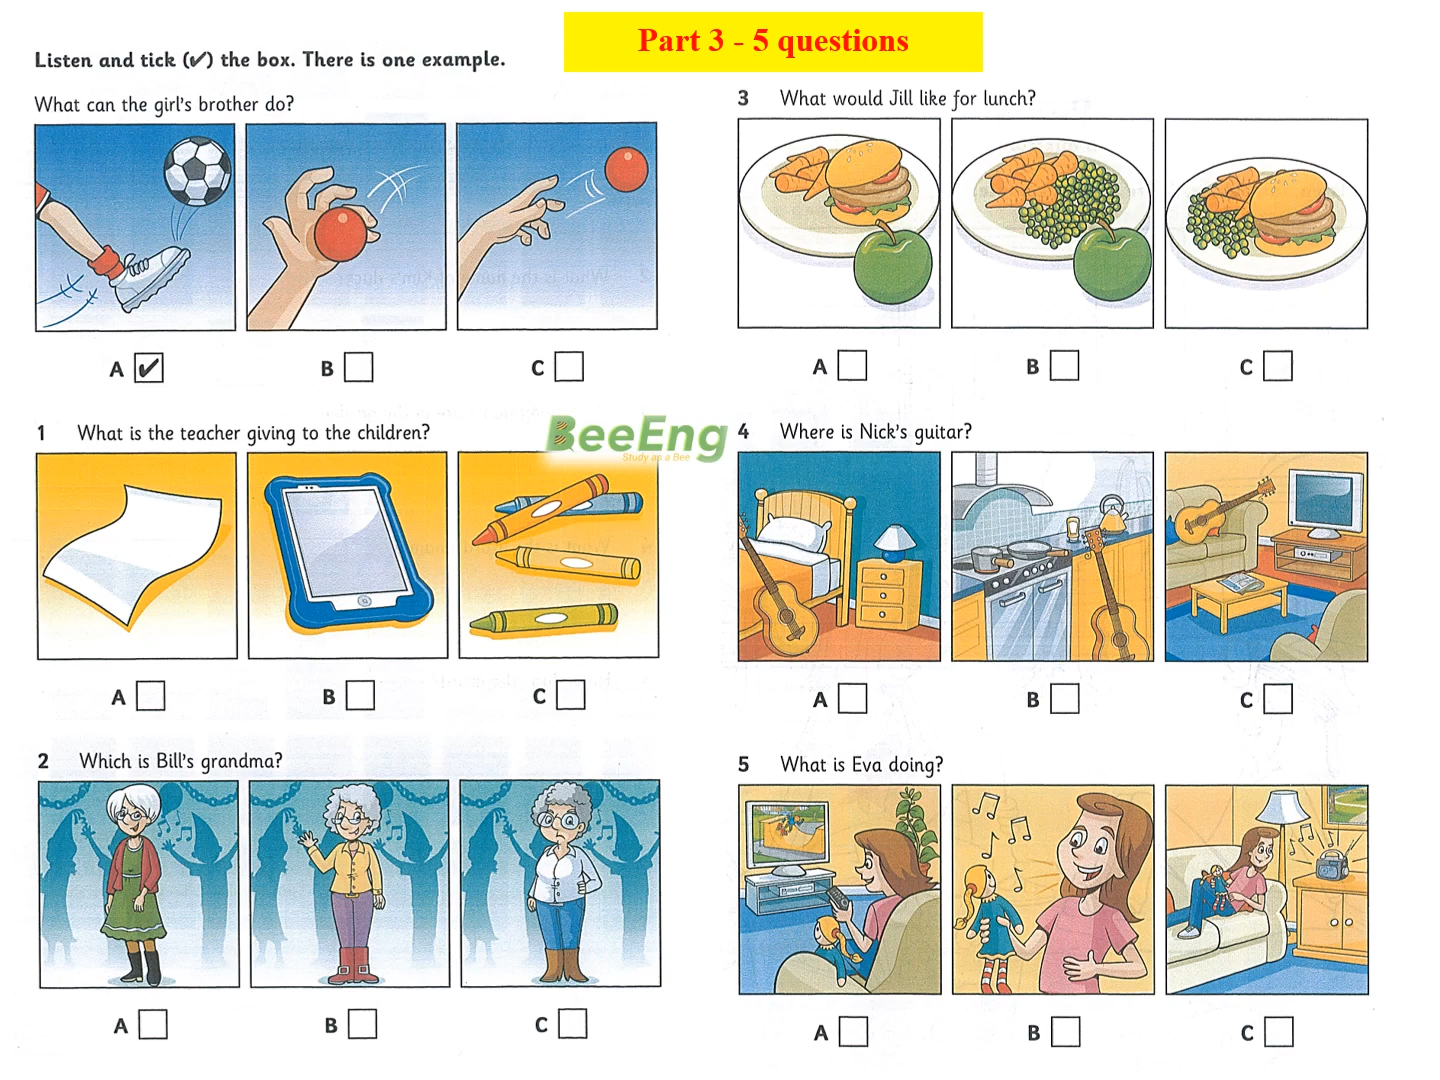 Part 3 - 5 questions
Listen and tick (✔) the box. There is one example.
What can the girl's brother do?
A ✔ B C
1 What is the teacher giving to the children?
A B C
2 Which is Bill's grandma?
A B C
3 What would Jill like for lunch?
A B C
4 Where is Nick's guitar?
A B C
5 What is Eva doing?
A B C
BeeEng
Study as a Bee